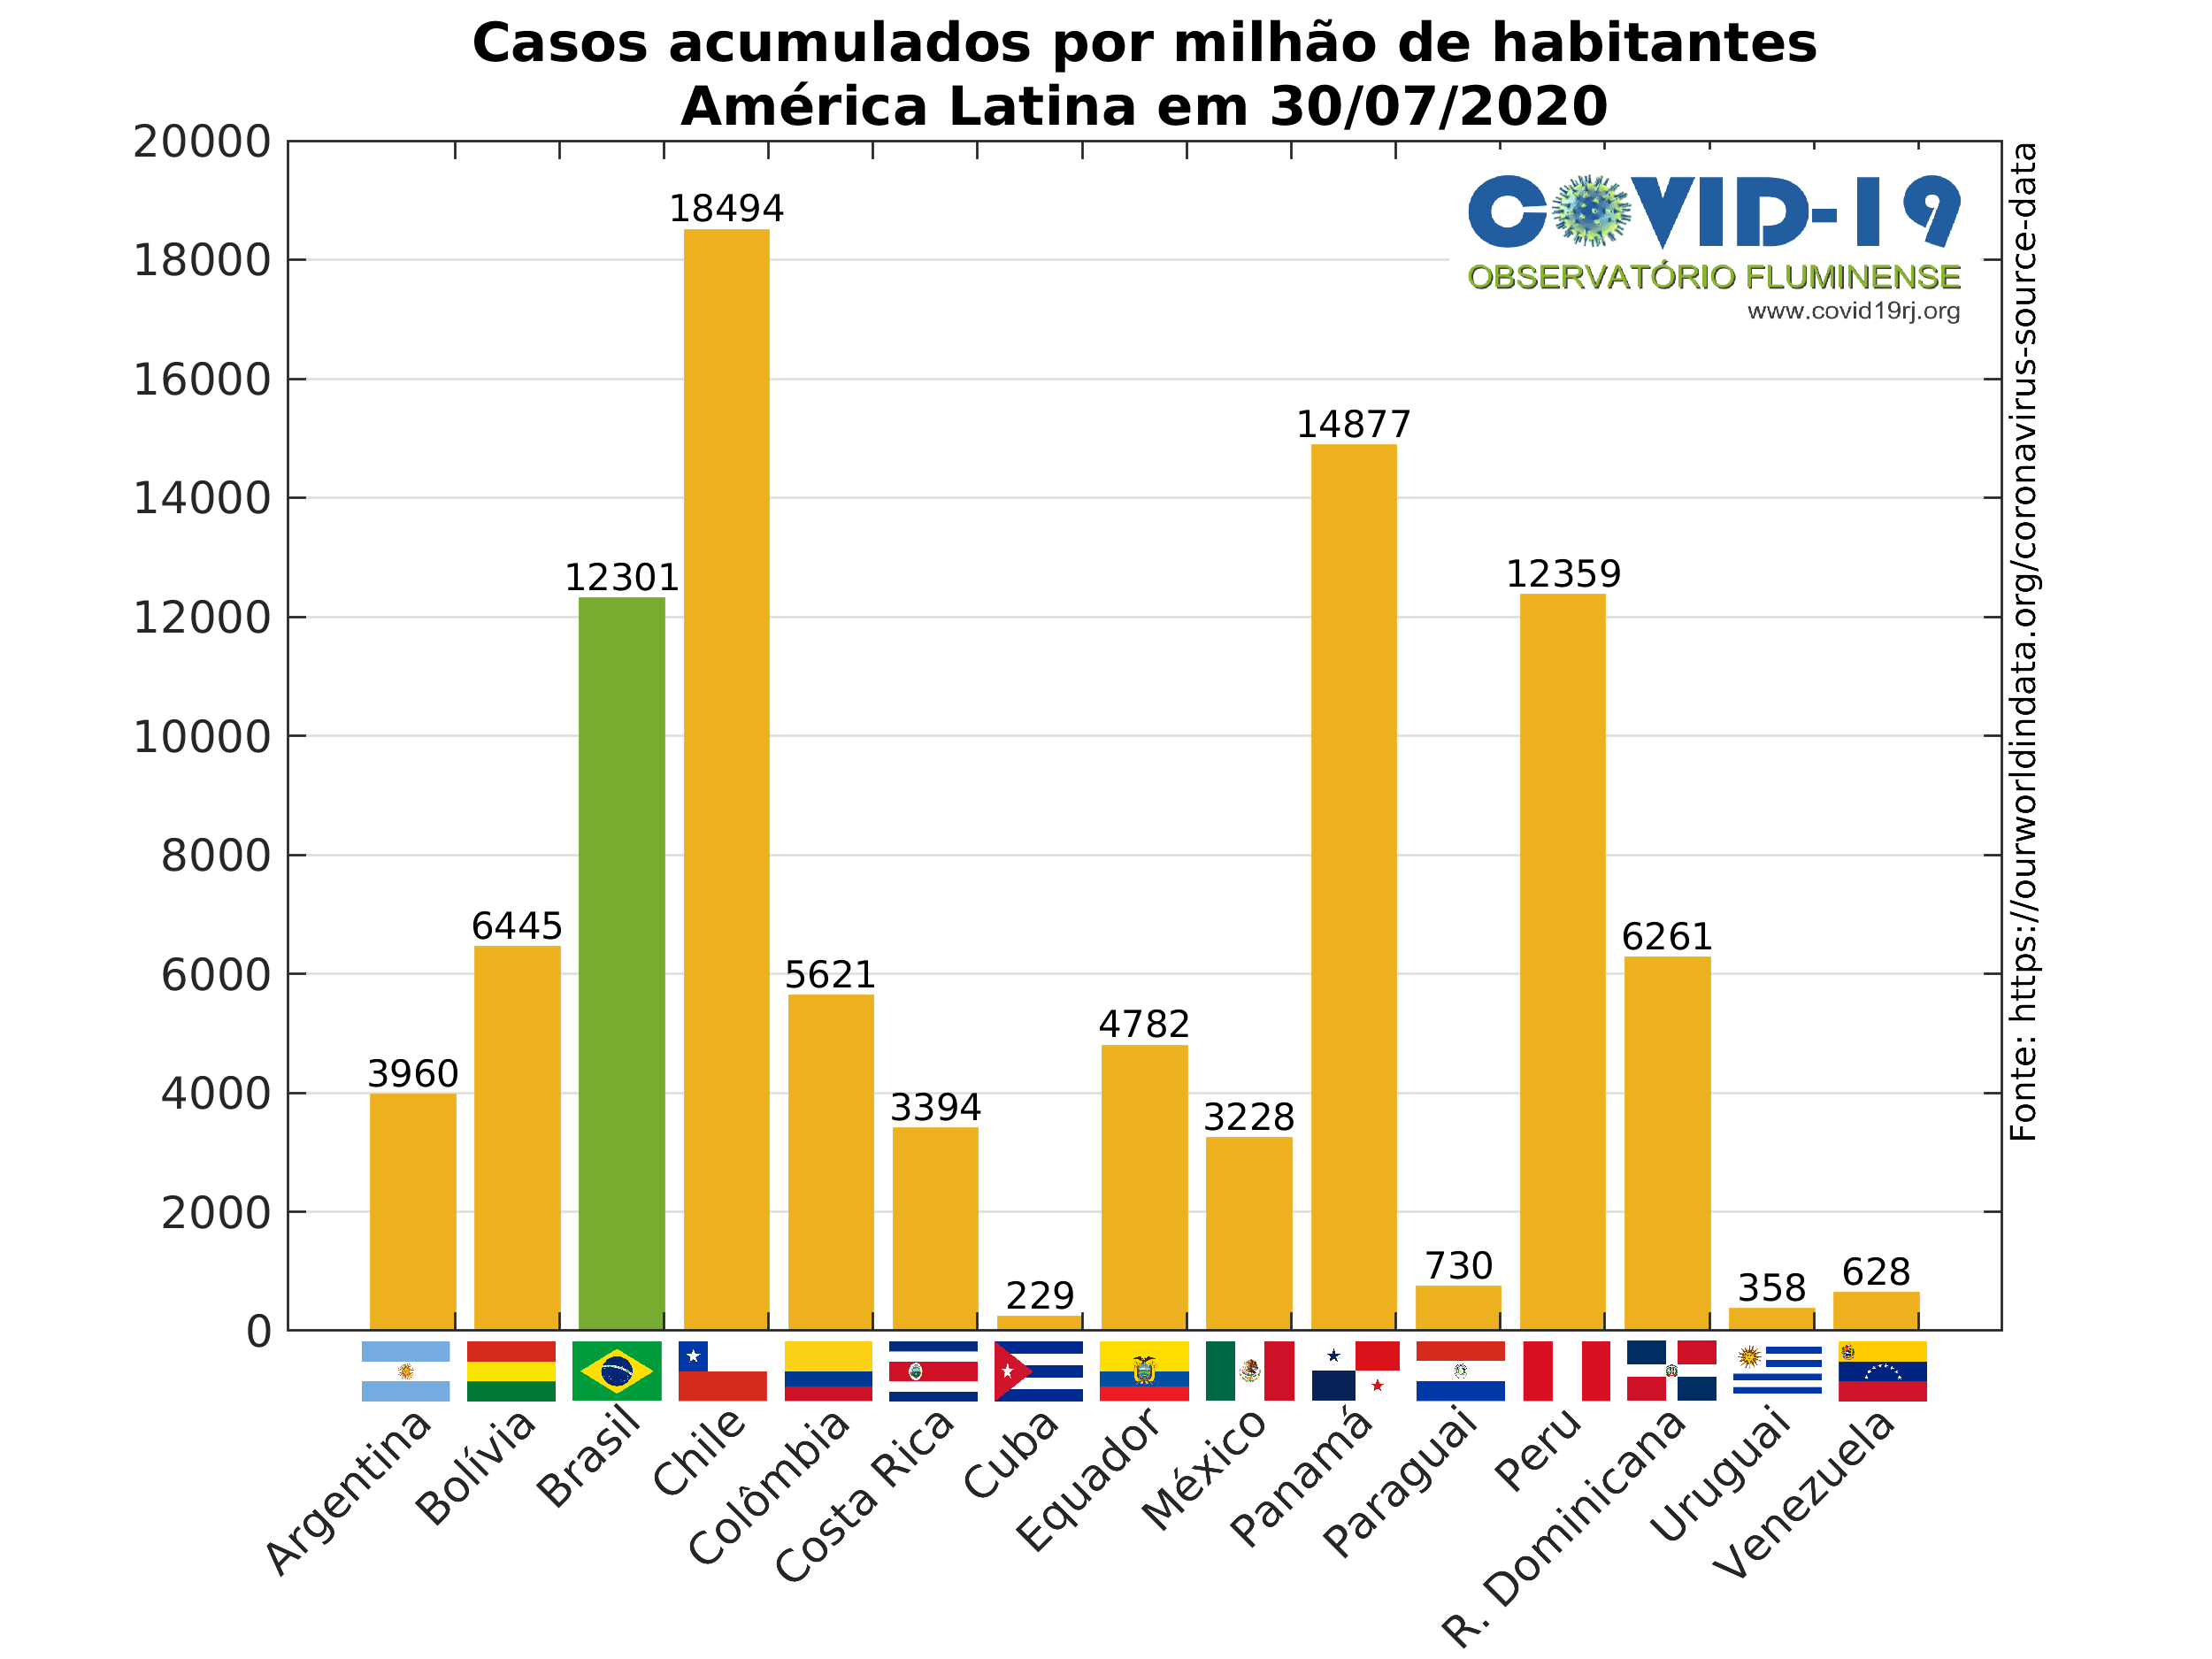 Casos acumulados por milhão de habitantes
América Latina em 30/07/2020
20000
18000
16000
14000
12000
10000
8000
6000
4000
2000
0
3960
6445
12301
18494
5621
3394
229
4782
3228
14877
730
12359
6261
358
628
COVID-19
OBSERVATÓRIO FLUMINENSE
www.covid19rj.org
Fonte: https://ourworldindata.org/coronavirus-source-data
Argentina
Bolívia
Brasil
Chile
Colômbia
Costa Rica
Cuba
Equador
México
Panamá
Paraguai
Peru
R. Dominicana
Uruguai
Venezuela